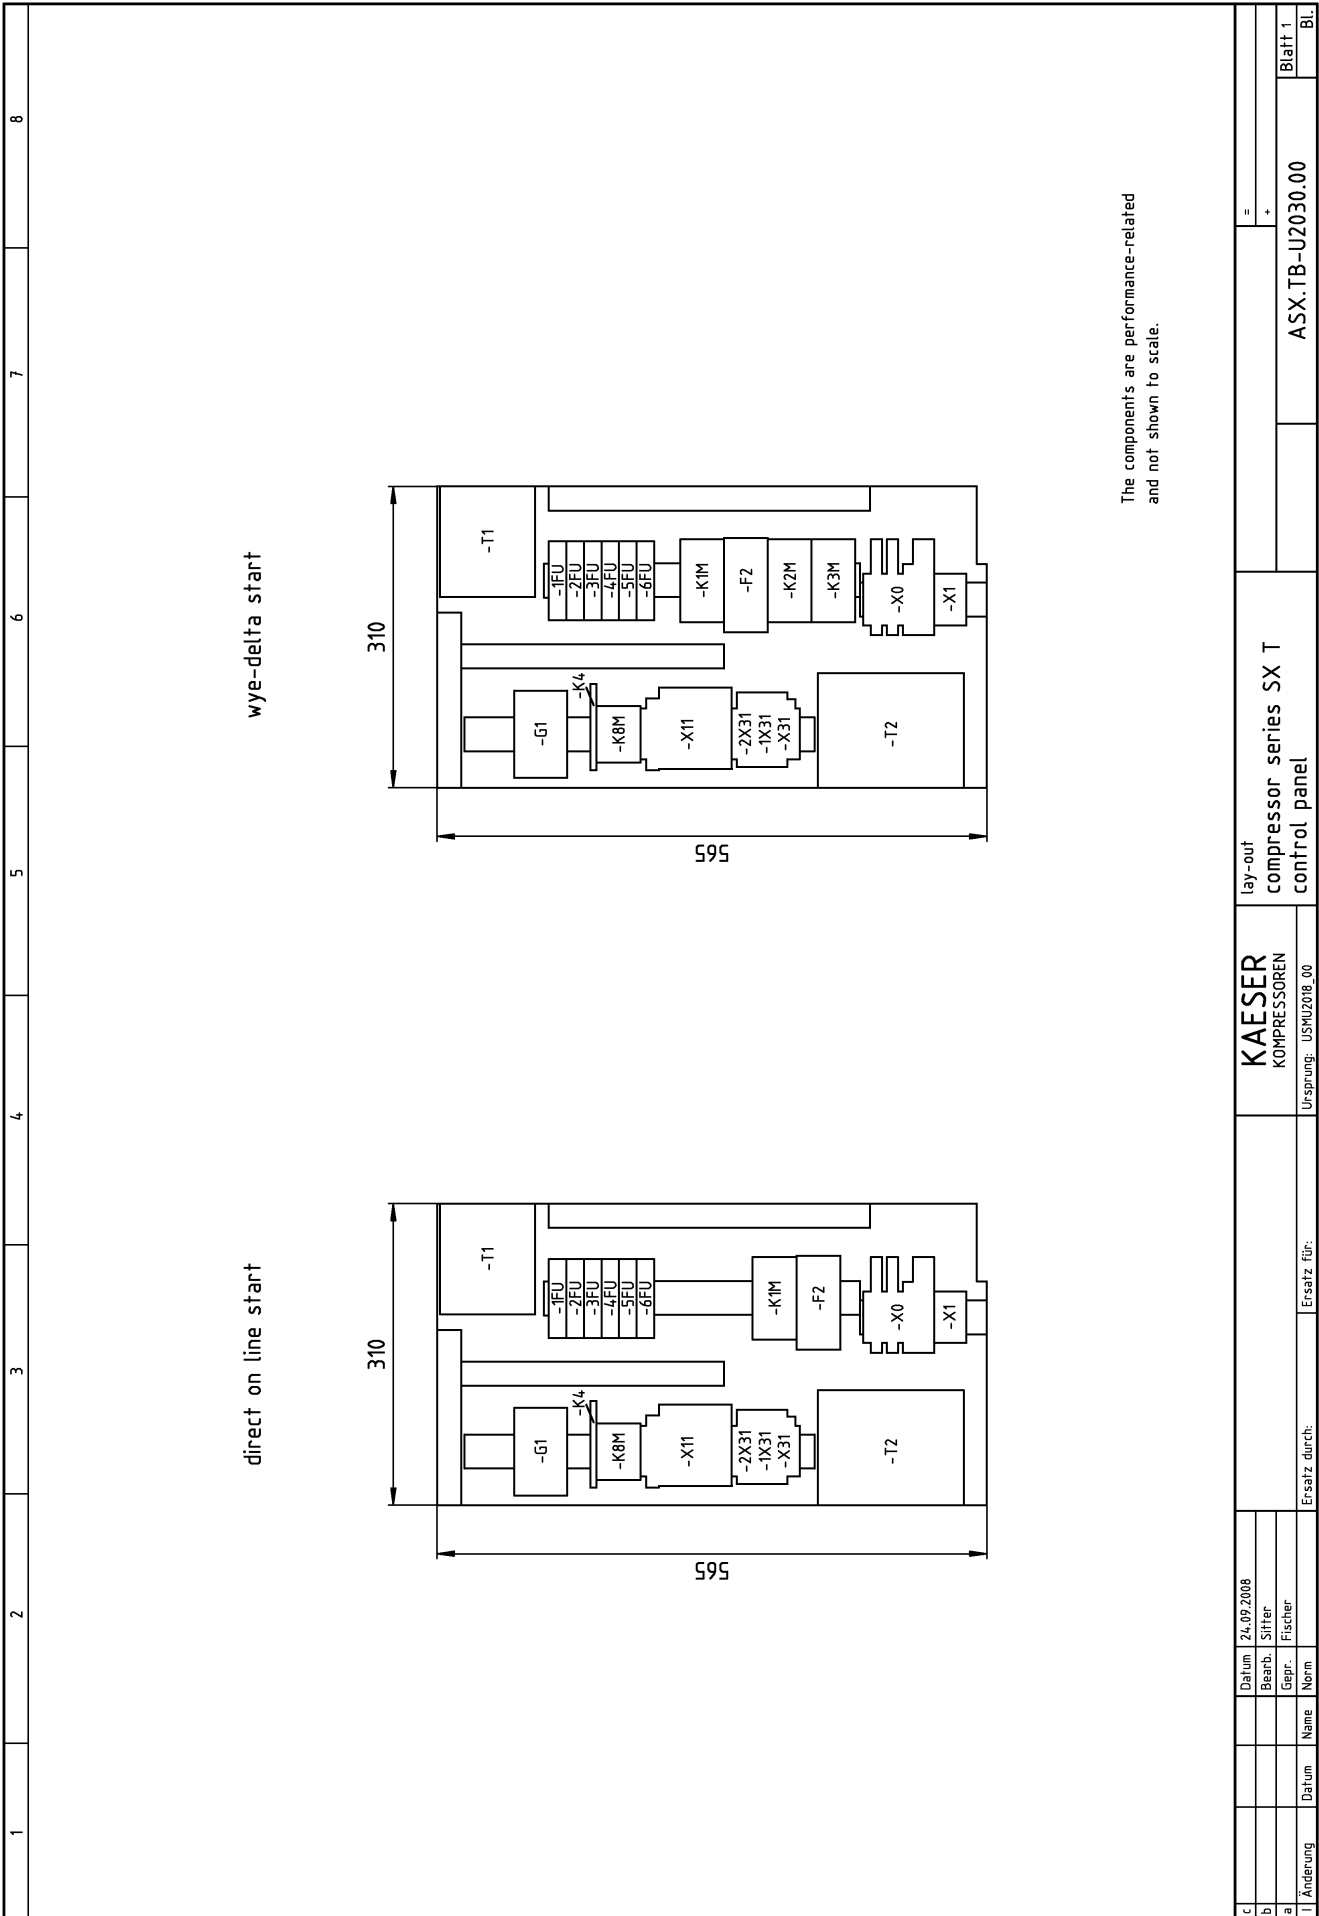 1
2
3
4
5
6
7
8
direct on line start
wye-delta start
310
565
-T1
-1FU
-2FU
-3FU
-4FU
-5FU
-6FU
-K1M
-F2
-X0
-X1
-G1
-K4
-K8M
-X11
-2X31
-1X31
-X31
-T2
310
565
-T1
-1FU
-2FU
-3FU
-4FU
-5FU
-6FU
-K1M
-F2
-K2M
-K3M
-X0
-X1
-G1
-K4
-K8M
-X11
-2X31
-1X31
-X31
-T2
The components are performance-related
and not shown to scale.
c
b
a
Änderung
Datum
Name
Datum 24.09.2008
Bearb. Sitter
Gepr. Fischer
Norm
Ersatz durch:
Ersatz für:
KAESER
KOMPRESSOREN
Ursprung: USMU2018_00
lay-out
compressor series SX T
control panel
=
+
ASX.TB-U2030.00
Blatt 1
Bl.